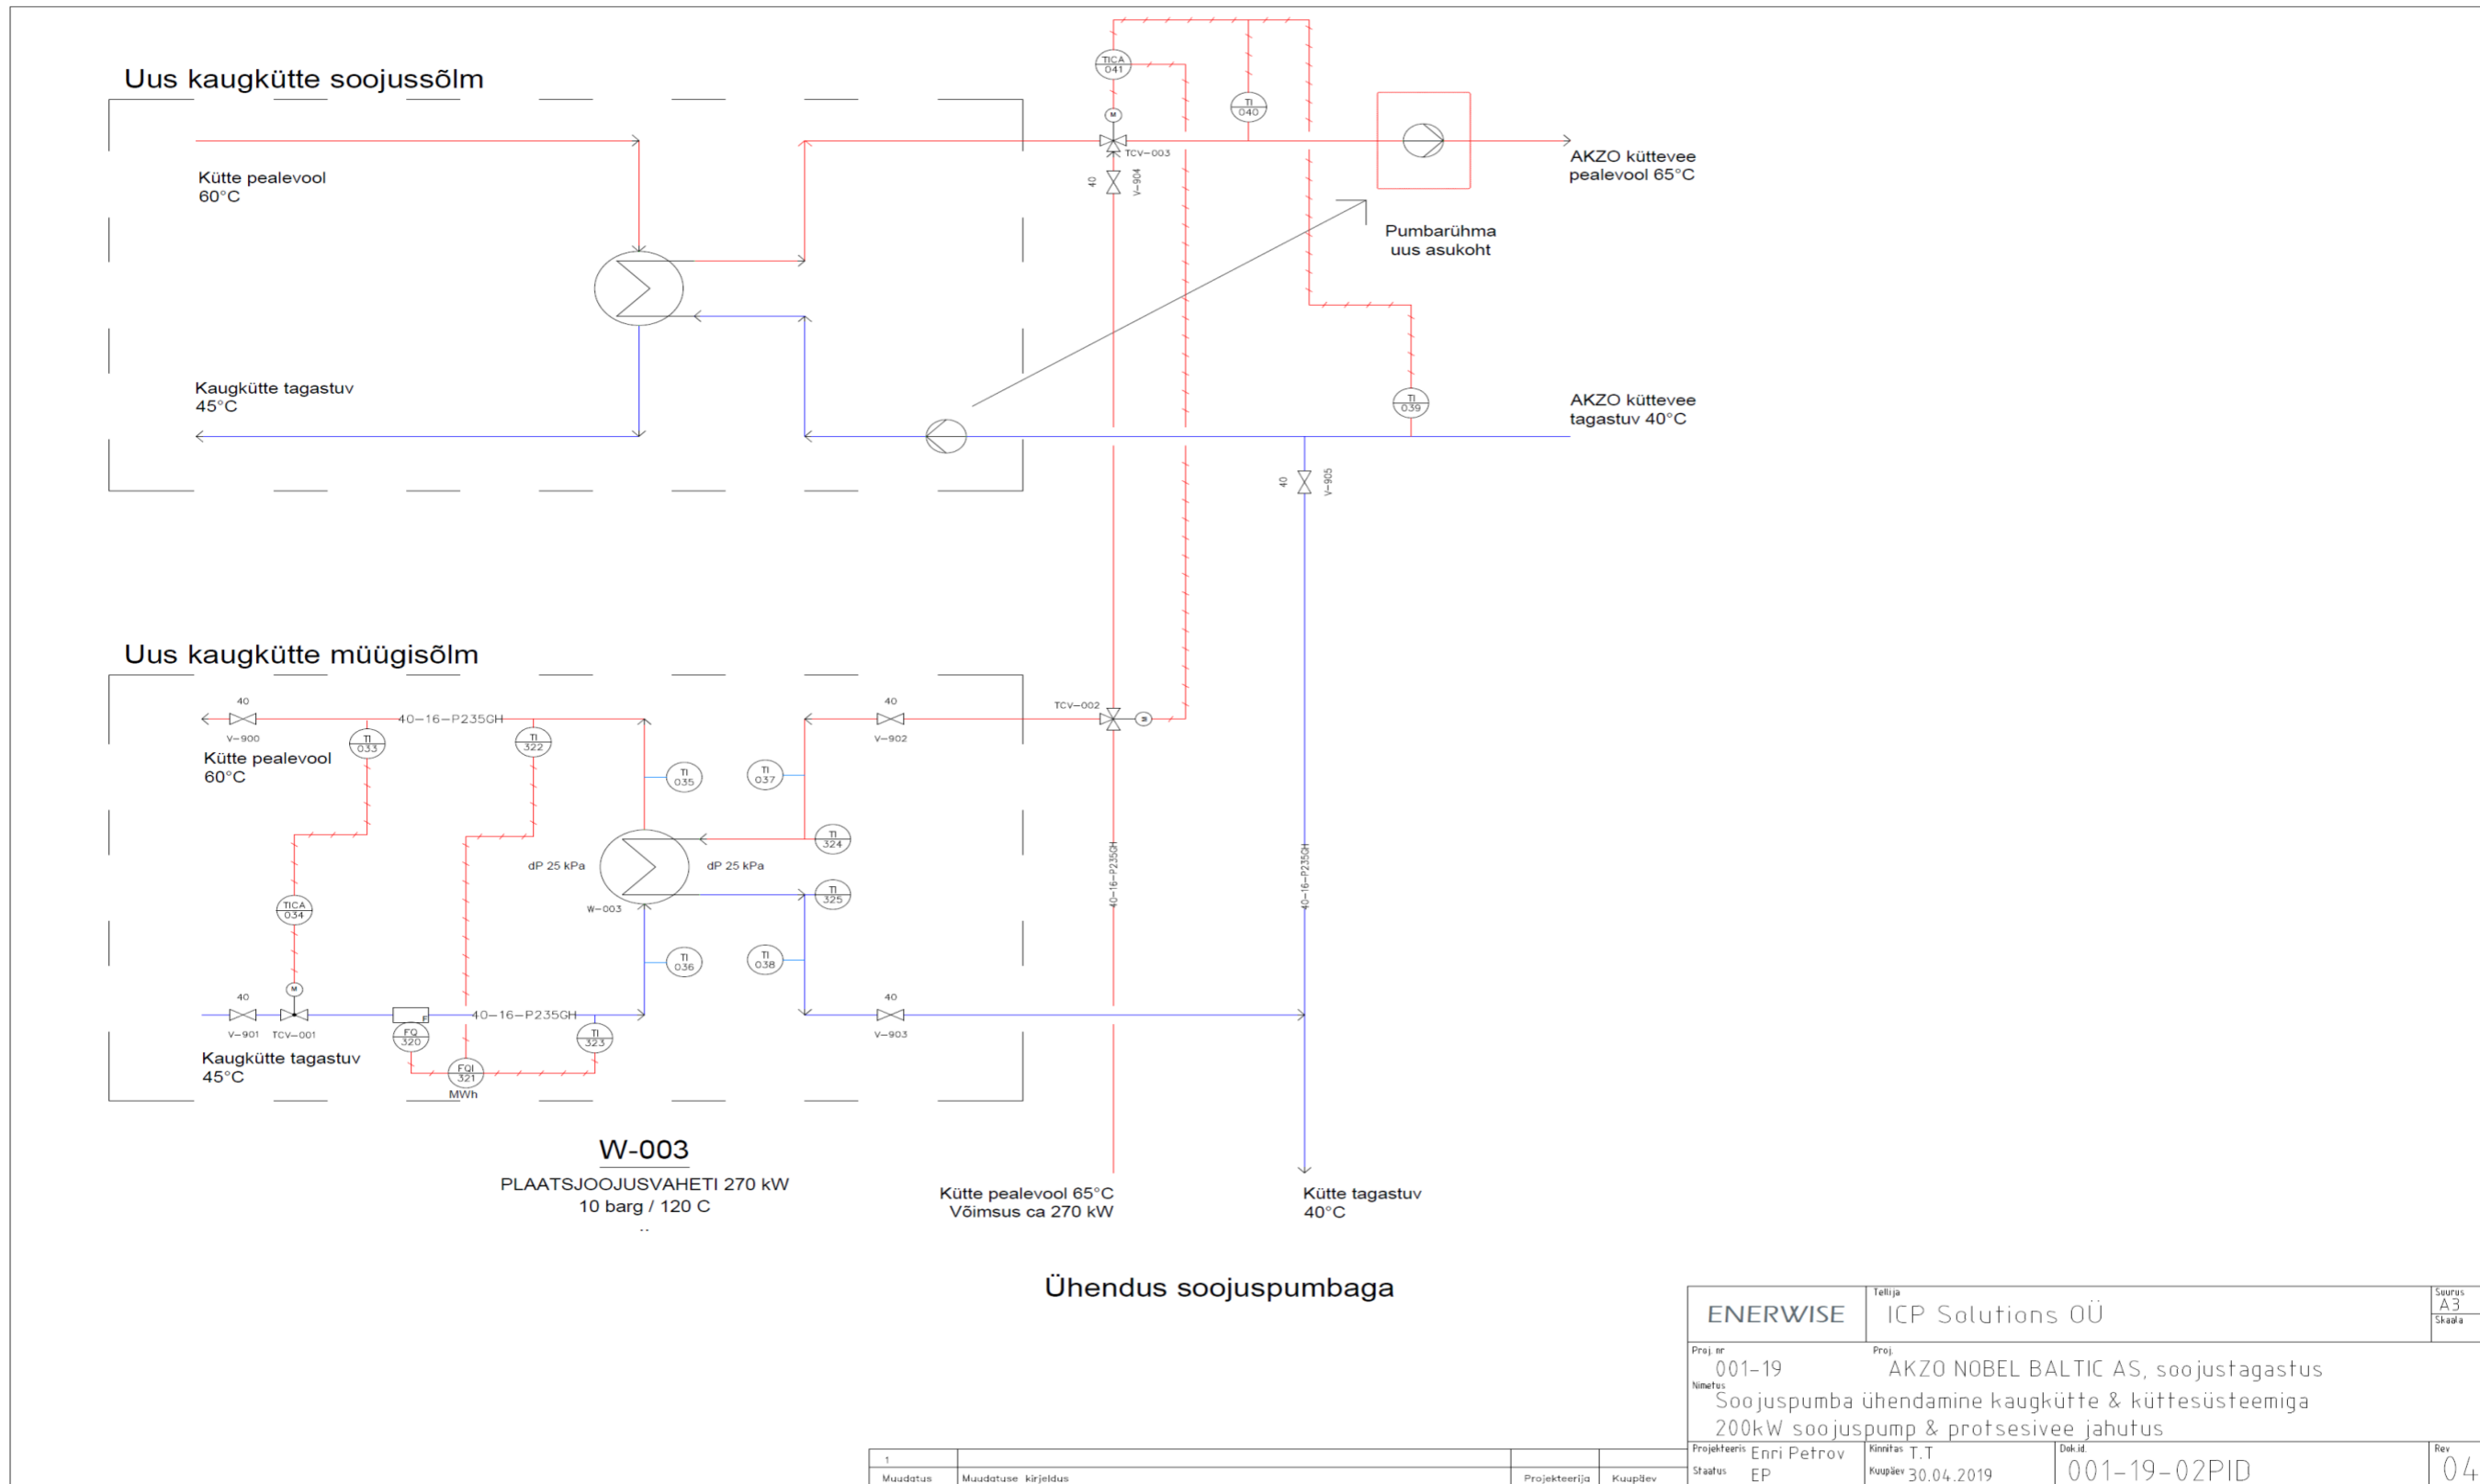 Uus kaugkütte soojussõlm
TICA
041
TI
040
M
TCV-003
40
V-904
Kütte pealevool
60°C
AKZO küttevee
pealevool 65°C
Pumbarühma
uus asukoht
Kaugkütte tagastuv
45°C
TI
039
AKZO küttevee
tagastuv 40°C
40
V-905
Uus kaugkütte müügisõlm
40
V-900
40-16-P235GH
TI
033
TI
322
40
V-902
TCV-002
M
Kütte pealevool
60°C
TI
035
TI
037
TI
324
dP 25 kPa
dP 25 kPa
W-003
TI
325
40-16-P235GH
40-16-P235GH
TICA
034
TI
036
TI
038
M
40
V-901
TCV-001
F
40-16-P235GH
FQ
320
TI
323
40
V-903
Kaugkütte tagastuv
45°C
FQI
321
MWh
W-003
PLAATSJOOJUSVAHETI 270 kW
10 barg / 120 C
Kütte pealevool 65°C
Võimsus ca 270 kW
Kütte tagastuv
40°C
Ühendus soojuspumbaga
ENERWISE
Tellija
ICP Solutions OÜ
Suurus
A3
Skaala
Proj. nr
001-19
Proj.
AKZO NOBEL BALTIC AS, soojustagastus
Nimetus
Soojuspumba ühendamine kaugkütte & küttesüsteemiga
200kW soojuspump & protsesivee jahutus
Projekteeris Enri Petrov
Kinnitas T.T
Dok.id.
001-19-02PID
Rev
04
Staatus EP
Kuupäev 30.04.2019
1
Muudatus
Muudatuse kirjeldus
Projekteerija
Kuupäev